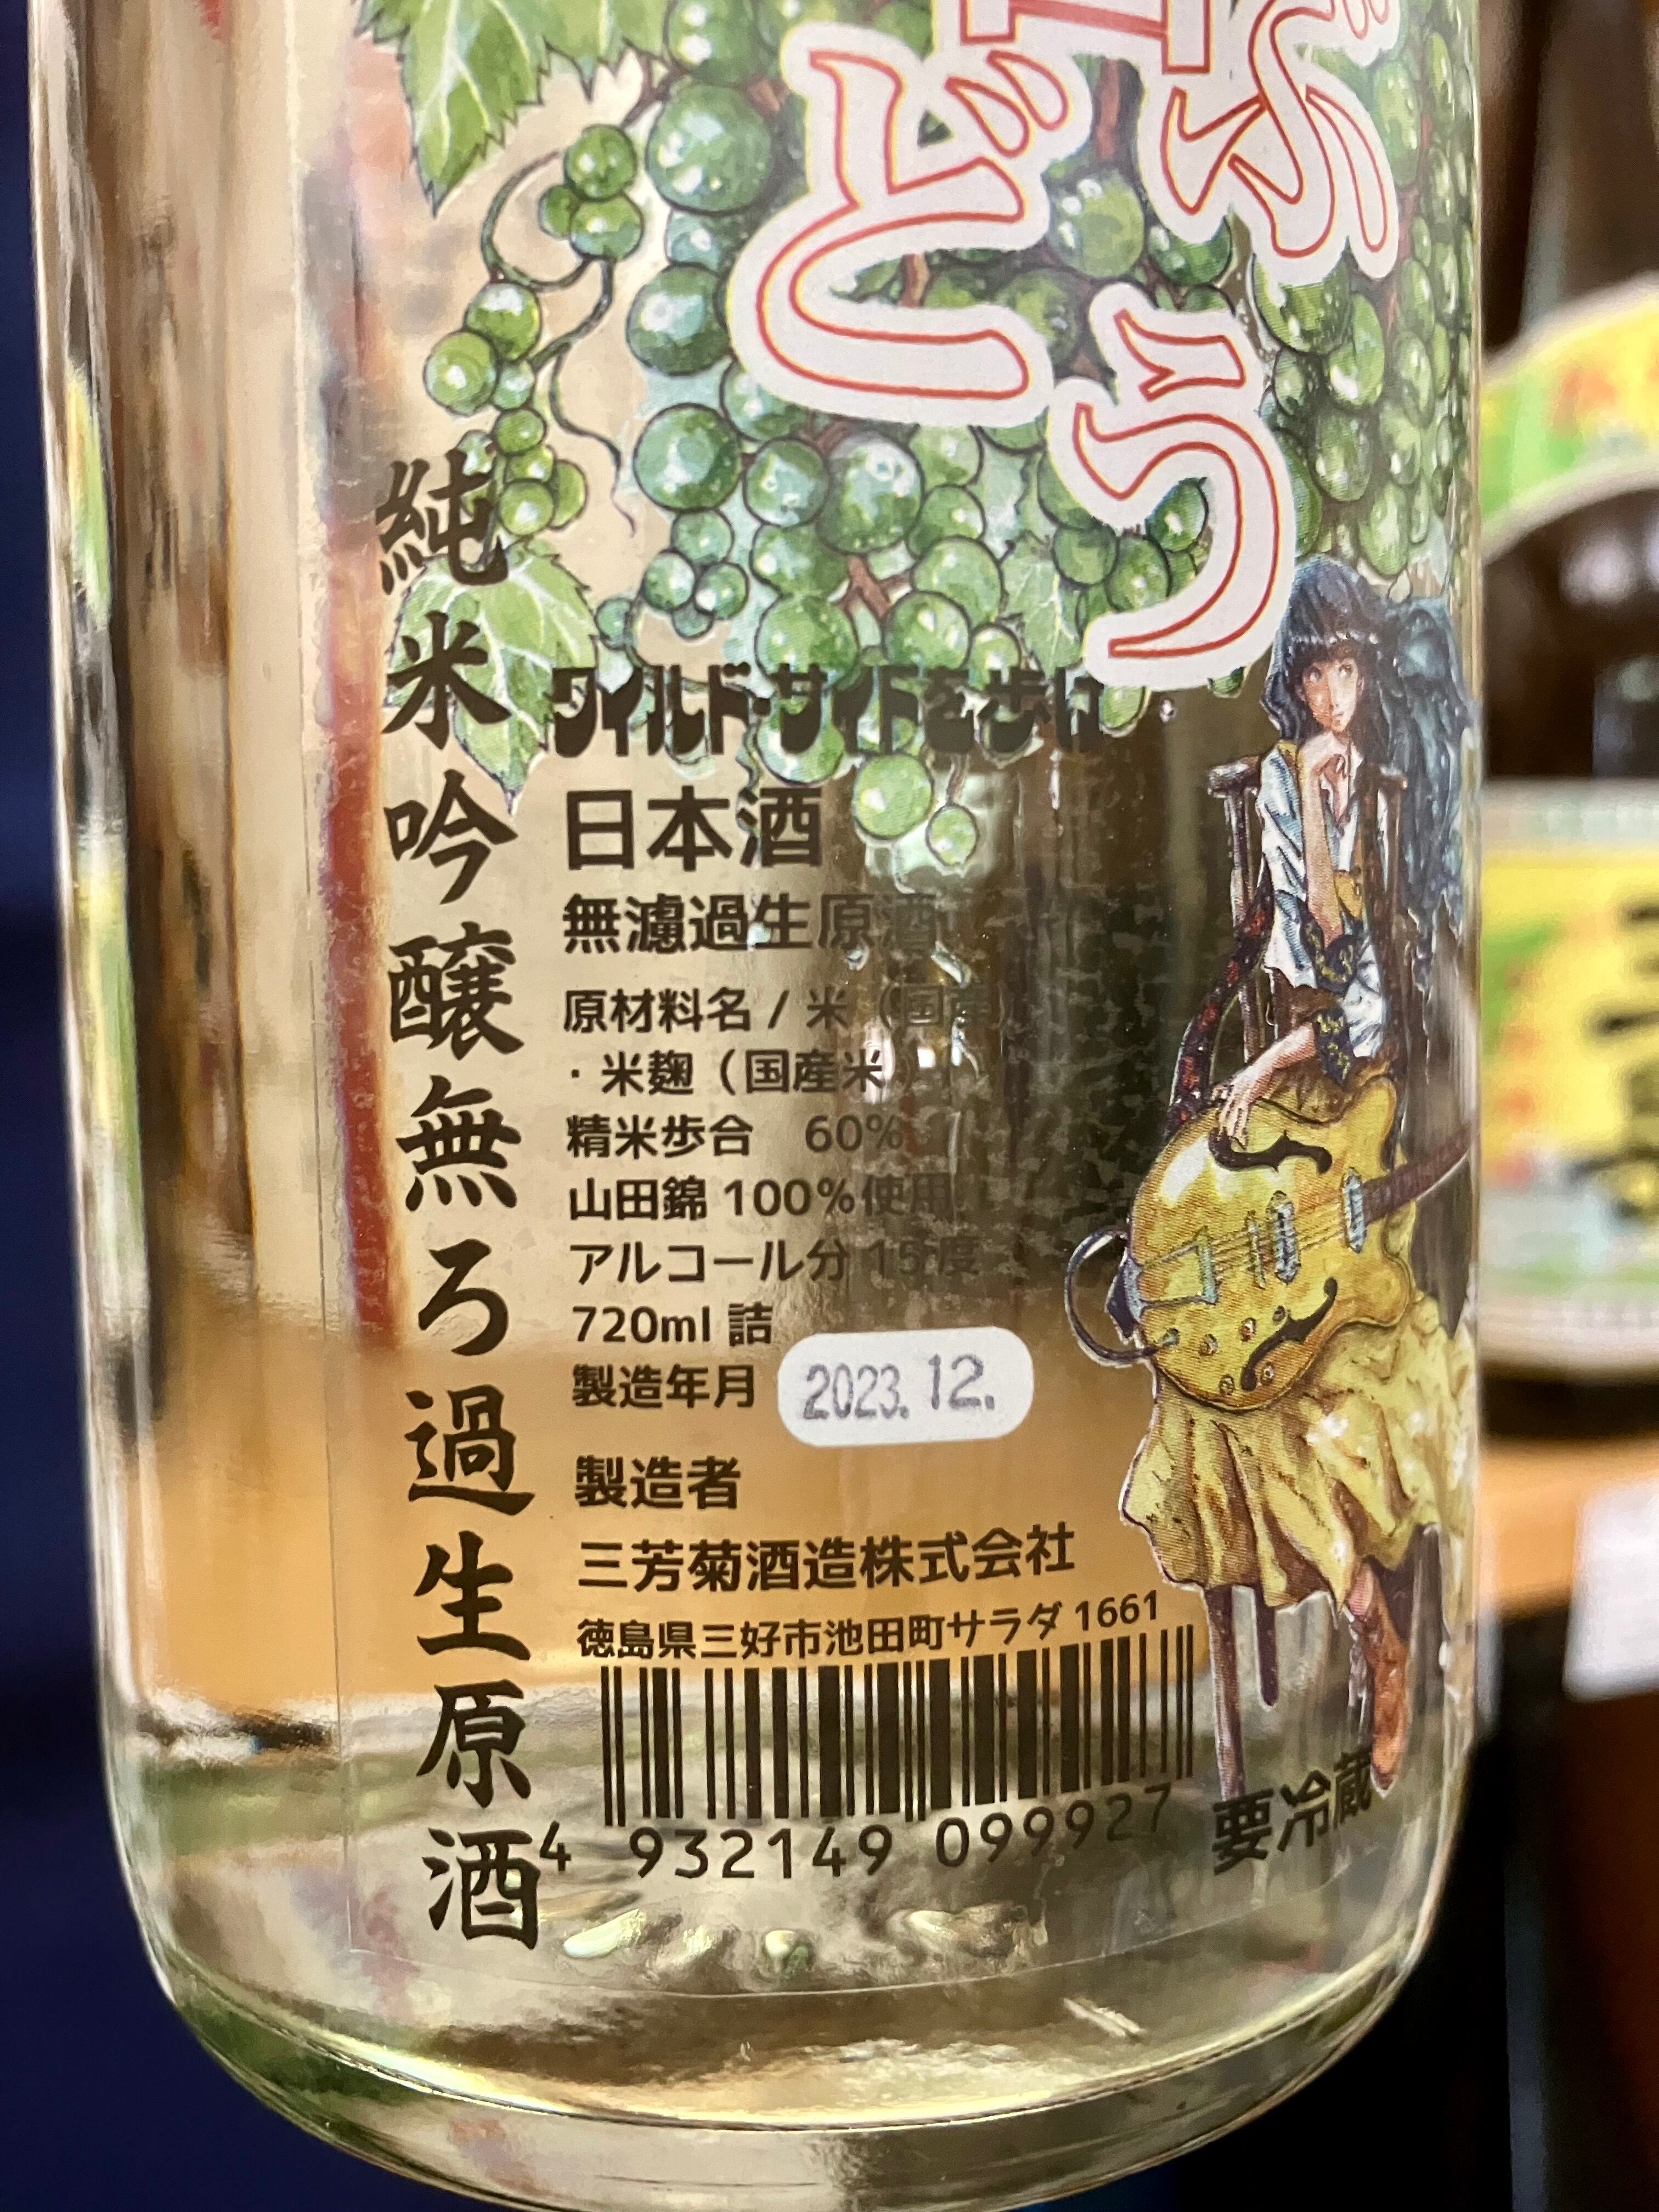 ぶどう
ど
純米吟醸無ろ過生原酒
ワイルド・サイドを歩け
日本酒
無濾過生原酒
原材料名 / 米（国産）
・米麹（国産米）
精米歩合　60%
山田錦 100%使用
アルコール分 15度
720ml 詰
製造年月 2023.12.
製造者
三芳菊酒造株式会社
徳島県三好市池田町サラダ 1661
4 932149 099927
要冷蔵